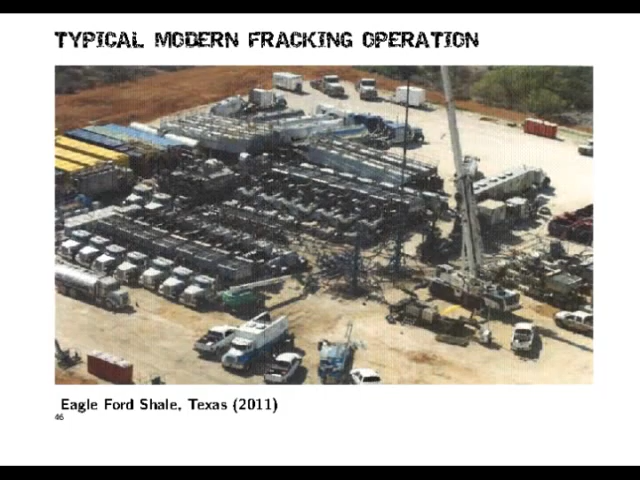 TYPICAL MODERN FRACKING OPERATION
Eagle Ford Shale, Texas (2011)
46